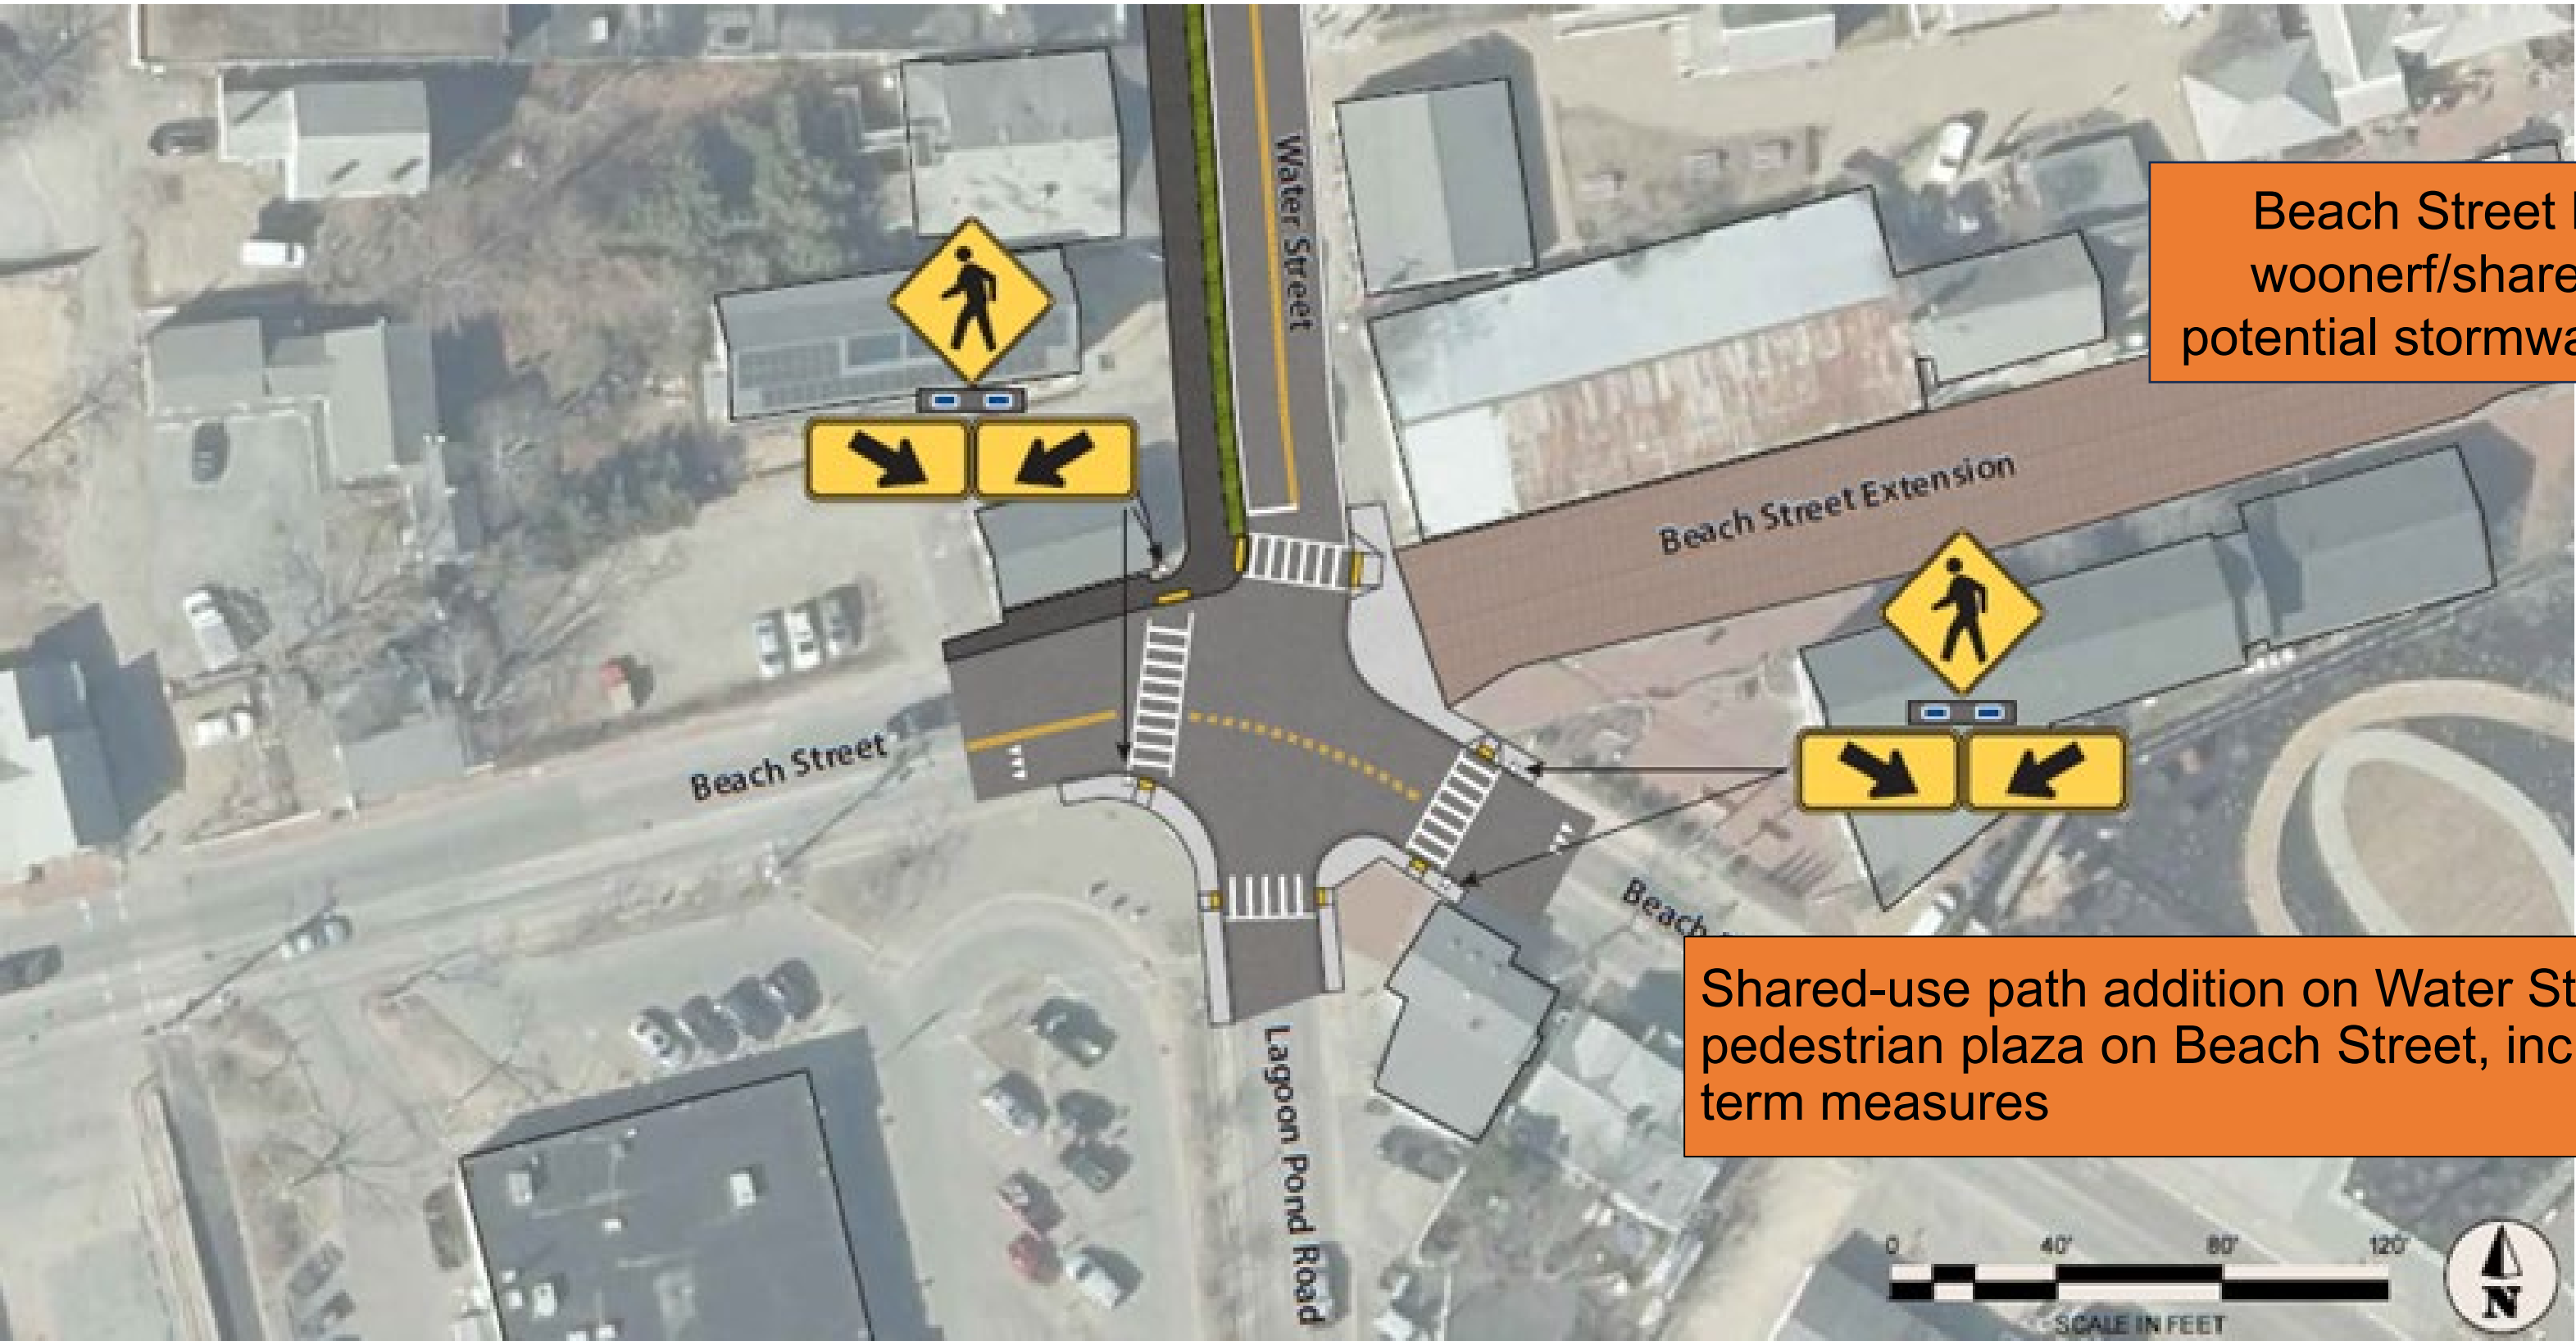 Water Street
Beach Street
woonerf/share
potential stormwa
Beach Street Extension
Beach Street
Beach
Shared-use path addition on Water St
pedestrian plaza on Beach Street, inc
term measures
Lagoon Pond Road
0 40' 80' 120'
SCALE IN FEET
N